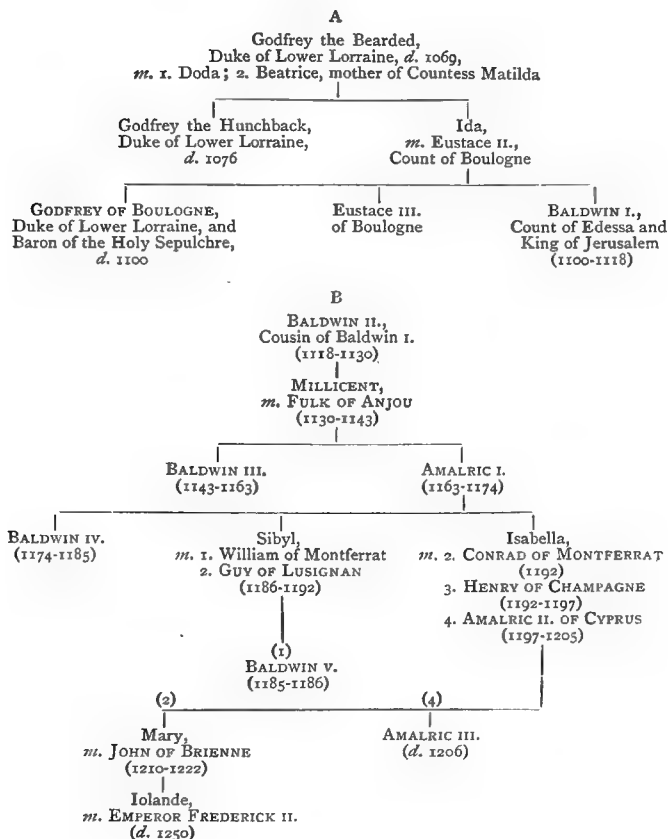 A
Godfrey the Bearded,
Duke of Lower Lorraine, d. 1069,
m. 1. Doda; 2. Beatrice, mother of Countess Matilda
Godfrey the Hunchback,
Duke of Lower Lorraine,
d. 1076
Ida,
m. Eustace II.,
Count of Boulogne
GODFREY OF BOULOGNE,
Duke of Lower Lorraine, and
Baron of the Holy Sepulchre,
d. 1100
Eustace III.
of Boulogne
BALDWIN I.,
Count of Edessa and
King of Jerusalem
(1100-1118)
B
BALDWIN II.,
Cousin of Baldwin I.
(1118-1130)
MILLICENT,
m. FULK OF ANJOU
(1130-1143)
BALDWIN III.
(1143-1163)
AMALRIC I.
(1163-1174)
BALDWIN IV.
(1174-1185)
Sibyl,
m. 1. William of Montferrat
2. GUY OF LUSIGNAN
(1186-1192)
Isabella,
m. 2. CONRAD OF MONTFERRAT
(1192)
3. HENRY OF CHAMPAGNE
(1192-1197)
4. AMALRIC II. OF CYPRUS
(1197-1205)
(1)
BALDWIN V.
(1185-1186)
(2)
Mary,
m. JOHN OF BRIENNE
(1210-1222)
(4)
AMALRIC III.
(d. 1206)
Iolande,
m. EMPEROR FREDERICK II.
(d. 1250)